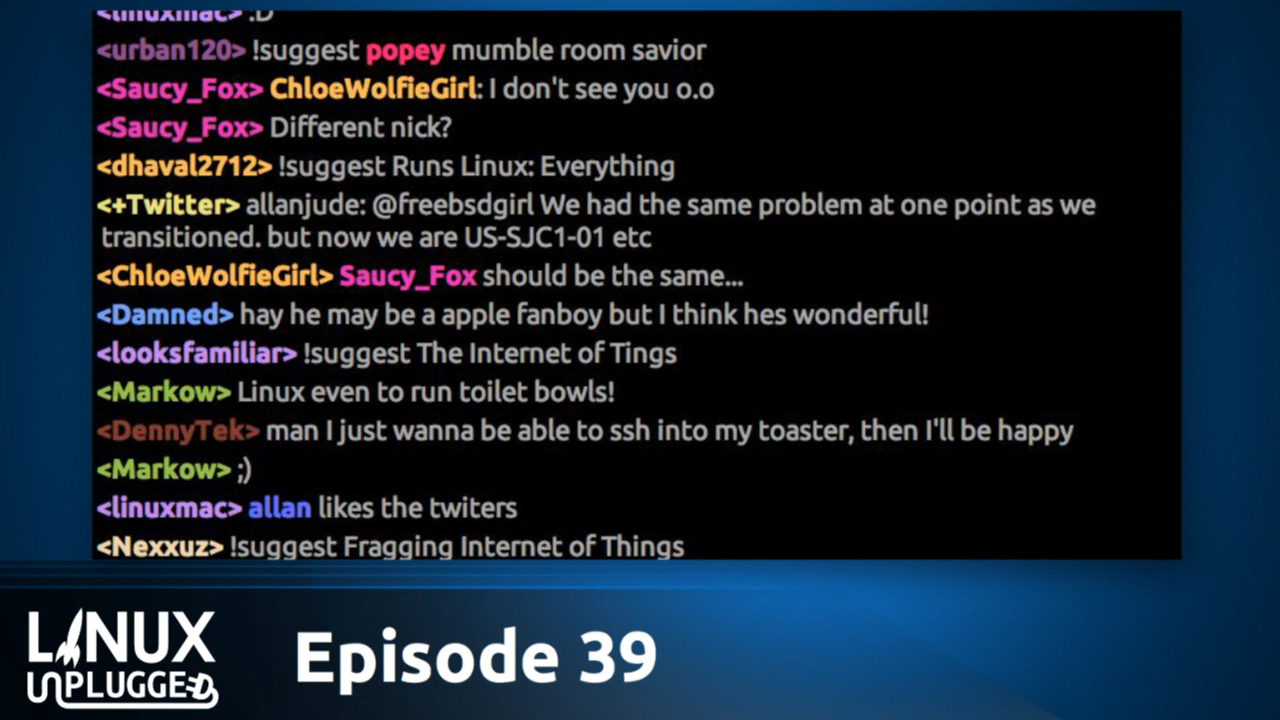 <linuxmac> :D
<urban120> !suggest popey mumble room savior
<Saucy_Fox> ChloeWolfieGirl: I don't see you o.o
<Saucy_Fox> Different nick?
<dhaval2712> !suggest Runs Linux: Everything
<+Twitter> allanjude: @freebsdgirl We had the same problem at one point as we
transitioned. but now we are US-SJC1-01 etc
<ChloeWolfieGirl> Saucy_Fox should be the same...
<Damned> hay he may be a apple fanboy but I think hes wonderful!
<looksfamiliar> !suggest The Internet of Tings
<Markow> Linux even to run toilet bowls!
<DennyTek> man I just wanna be able to ssh into my toaster, then I'll be happy
<Markow> ;)
<linuxmac> allan likes the twiters
<Nexxuz> !suggest Fragging Internet of Things
LINUX
UNPLUGGED
Episode 39